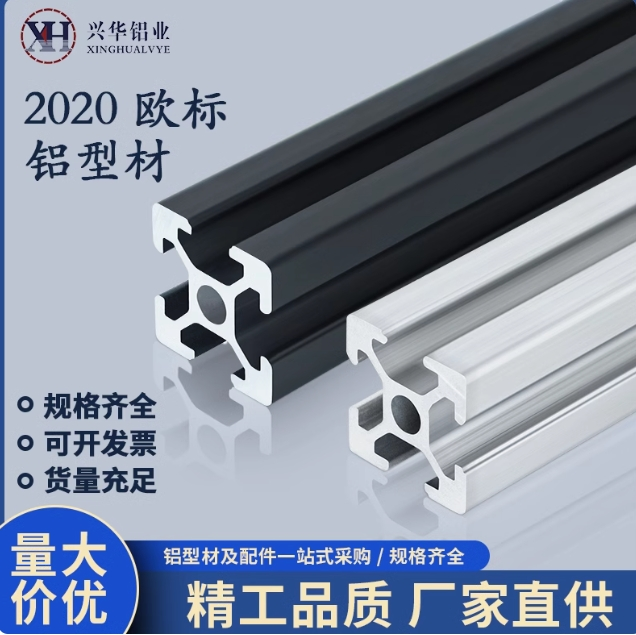 XH
兴华铝业
XINGHUALVYE
2020 欧标
铝型材
规格齐全
可开发票
货量充足
量大
价优
铝型材及配件一站式采购 / 规格齐全
精工品质 厂家直供